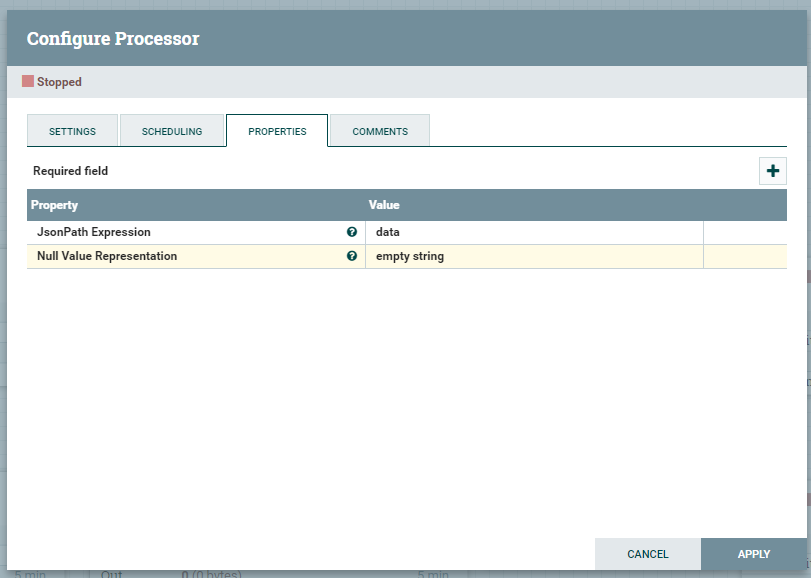 Configure Processor
Stopped
SETTINGS SCHEDULING PROPERTIES COMMENTS
Required field
Property Value
JsonPath Expression data
Null Value Representation empty string
CANCEL APPLY
5 min Out 0 (0 bytes) 5 min